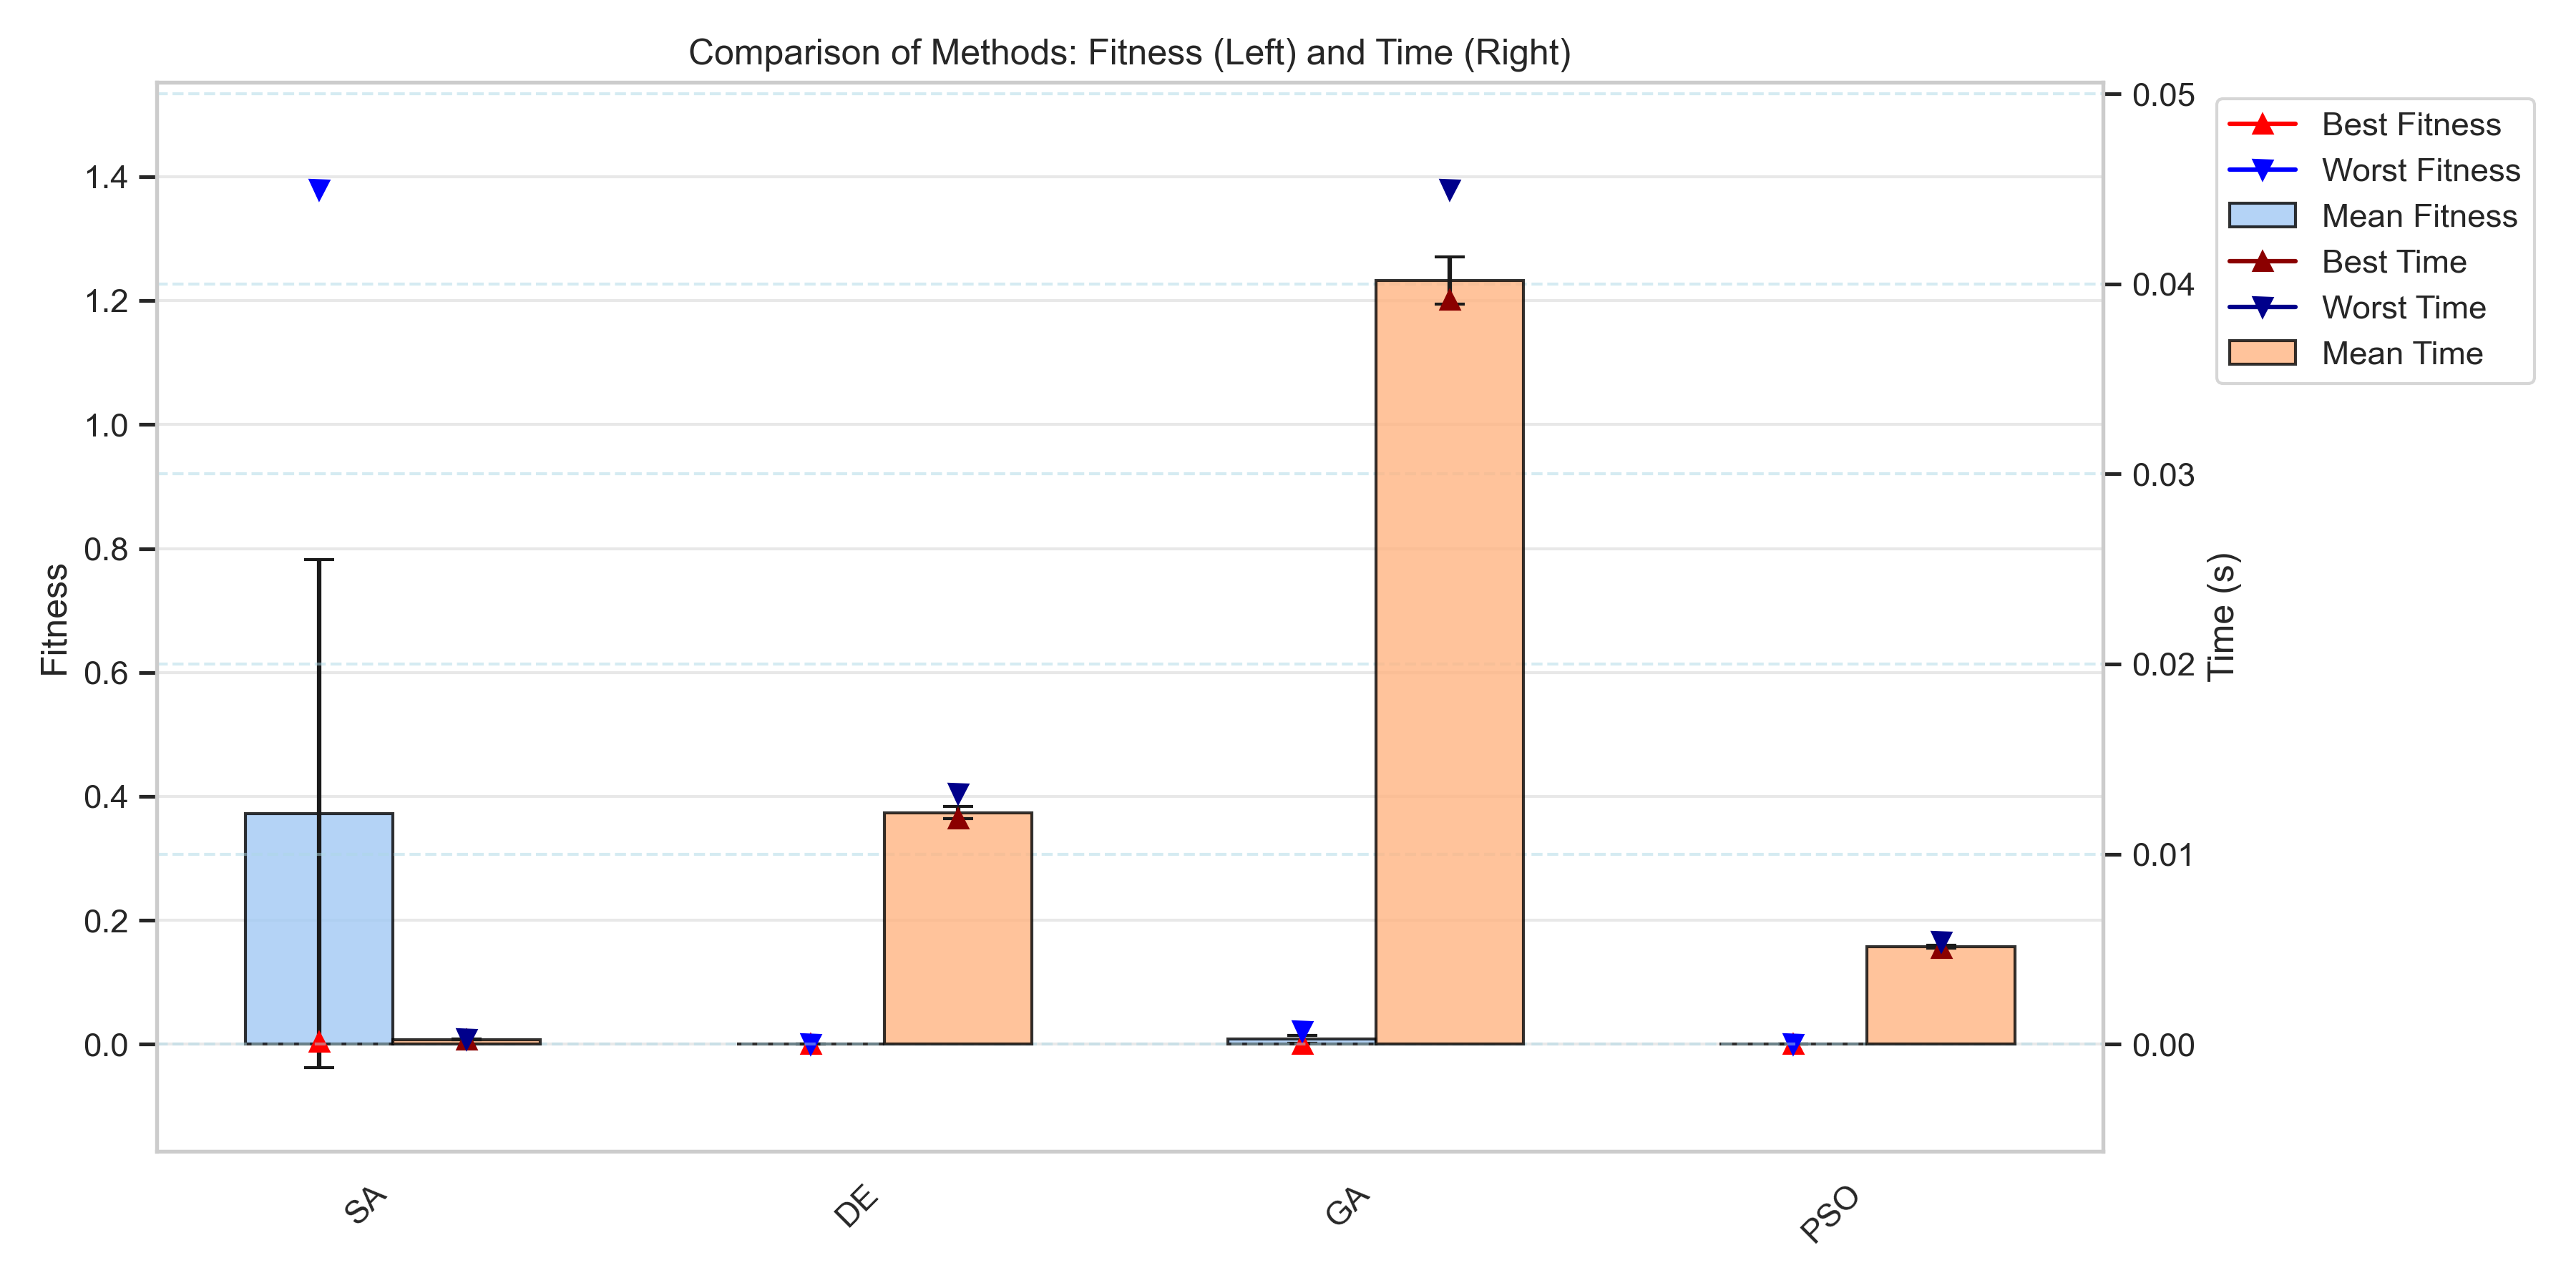 Comparison of Methods: Fitness (Left) and Time (Right)
Fitness
1.4
1.2
1.0
0.8
0.6
0.4
0.2
0.0
0.05
0.04
0.03
0.02
0.01
0.00
Time (s)
SA
DE
GA
PSO
Best Fitness
Worst Fitness
Mean Fitness
Best Time
Worst Time
Mean Time